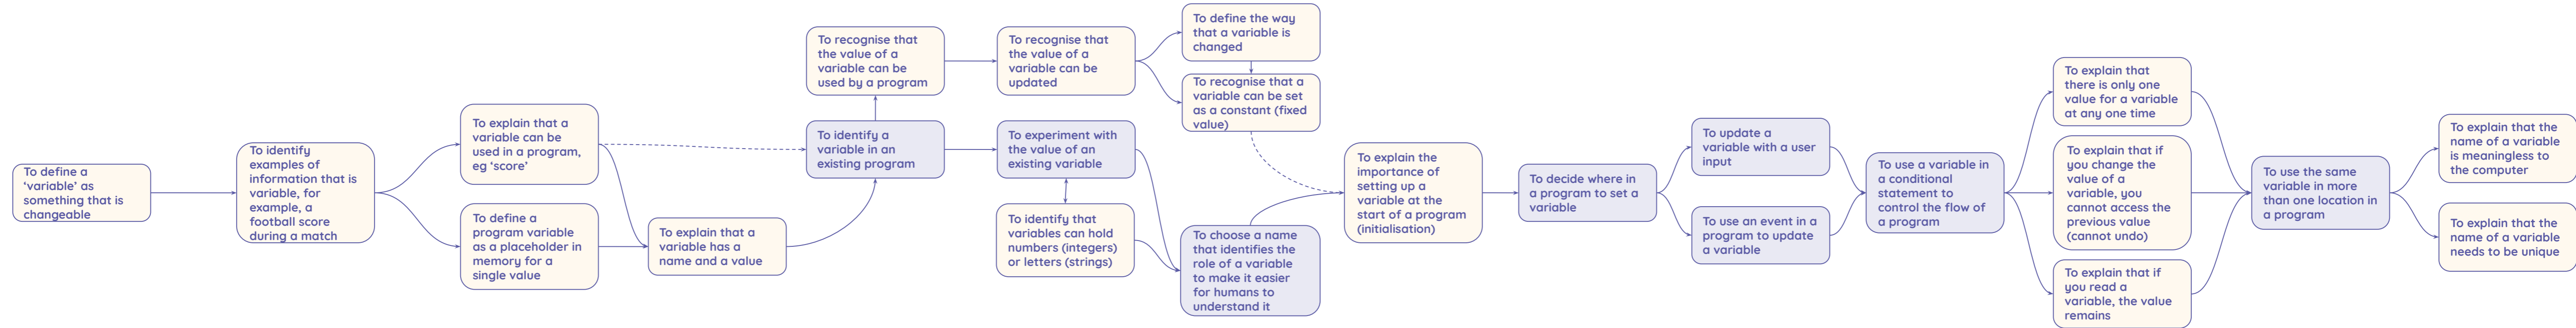 To define a
‘variable’ as
something that is
changeable
To identify
examples of
information that is
variable, for
example, a
football score
during a match
To explain that a
variable can be
used in a program,
eg ‘score’
To define a
program variable
as a placeholder in
memory for a
single value
To explain that a
variable has a
name and a value
To recognise that
the value of a
variable can be
used by a program
To identify a
variable in an
existing program
To recognise that
the value of a
variable can be
updated
To experiment with
the value of an
existing variable
To identify that
variables can hold
numbers (integers)
or letters (strings)
To define the way
that a variable is
changed
To recognise that a
variable can be set
as a constant (fixed
value)
To choose a name
that identifies the
role of a variable
to make it easier
for humans to
understand it
To explain the
importance of
setting up a
variable at the
start of a program
(initialisation)
To decide where in
a program to set a
variable
To update a
variable with a user
input
To use an event in a
program to update
a variable
To use a variable in
a conditional
statement to
control the flow of
a program
To explain that
there is only one
value for a variable
at any one time
To explain that if
you change the
value of a
variable, you
cannot access the
previous value
(cannot undo)
To explain that if
you read a
variable, the value
remains
To use the same
variable in more
than one location in
a program
To explain that the
name of a variable
is meaningless to
the computer
To explain that the
name of a variable
needs to be unique